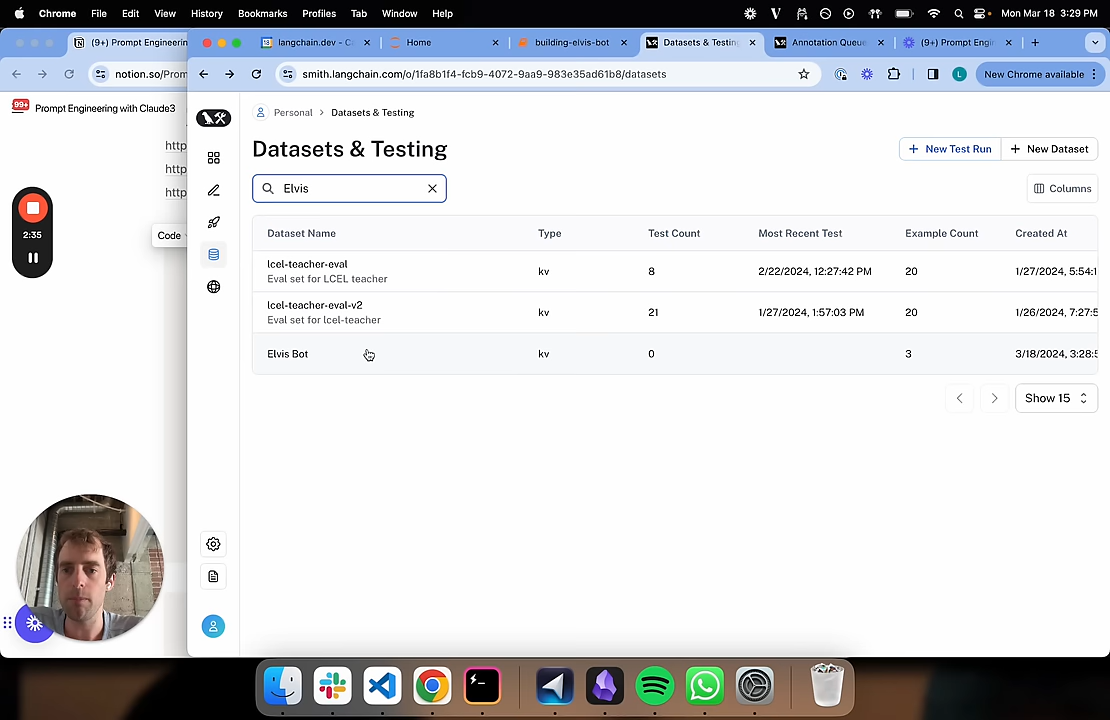 Chrome File Edit View History Bookmarks Profiles Tab Window Help
Mon Mar 18 3:29 PM
(9+) Prompt Engineerin
langchain.dev - C
Home
building-elvis-bot
Datasets & Testing
Annotation Queue
(9+) Prompt Engi
notion.so/Prom
smith.langchain.com/o/1fa8b1f4-fcb9-4072-9aa9-983e35ad61b8/datasets
L
New Chrome available
99+
Prompt Engineering with Claude3
http
http
http
Code
2:35
Personal > Datasets & Testing
Datasets & Testing
+ New Test Run
+ New Dataset
Elvis
Columns
Dataset Name Type Test Count Most Recent Test Example Count Created At
lcel-teacher-eval
Eval set for LCEL teacher
kv 8 2/22/2024, 12:27:42 PM 20 1/27/2024, 5:54:1
lcel-teacher-eval-v2
Eval set for lcel-teacher
kv 21 1/27/2024, 1:57:03 PM 20 1/26/2024, 7:27:5
Elvis Bot kv 0 3 3/18/2024, 3:28:5
Show 15